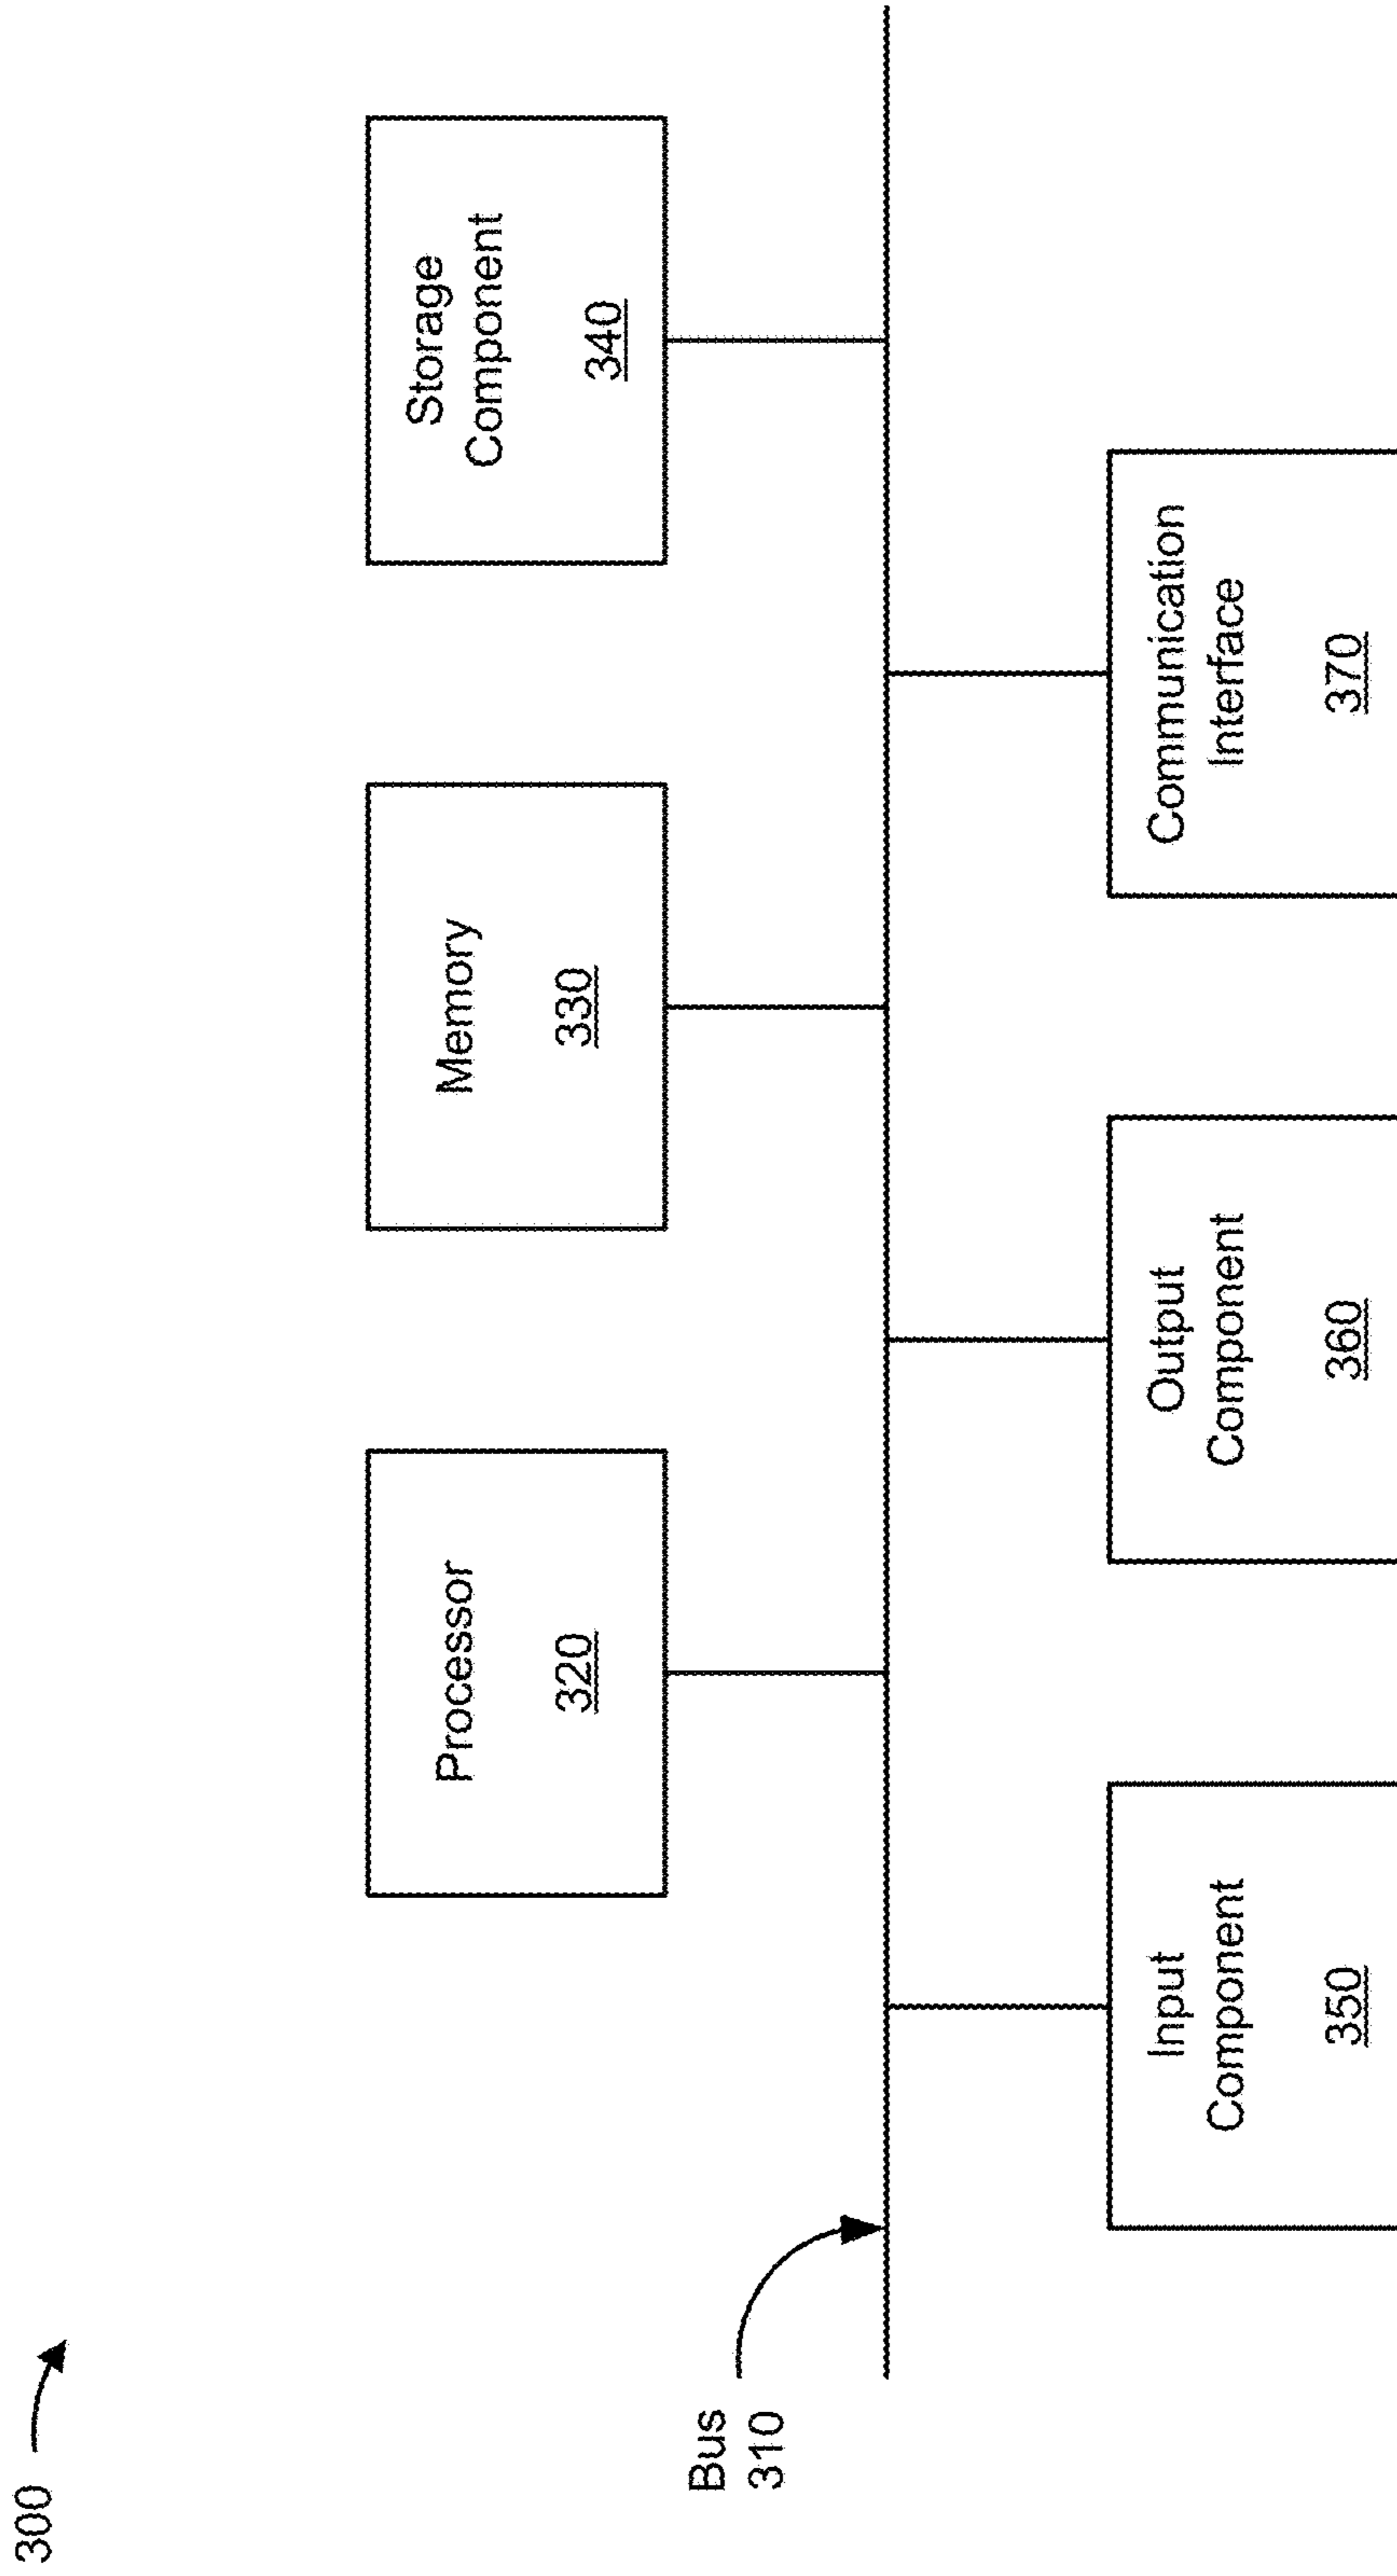 300
Processor
320
Memory
330
Storage
Component
340
Bus
310
Input
Component
350
Output
Component
360
Communication
Interface
370